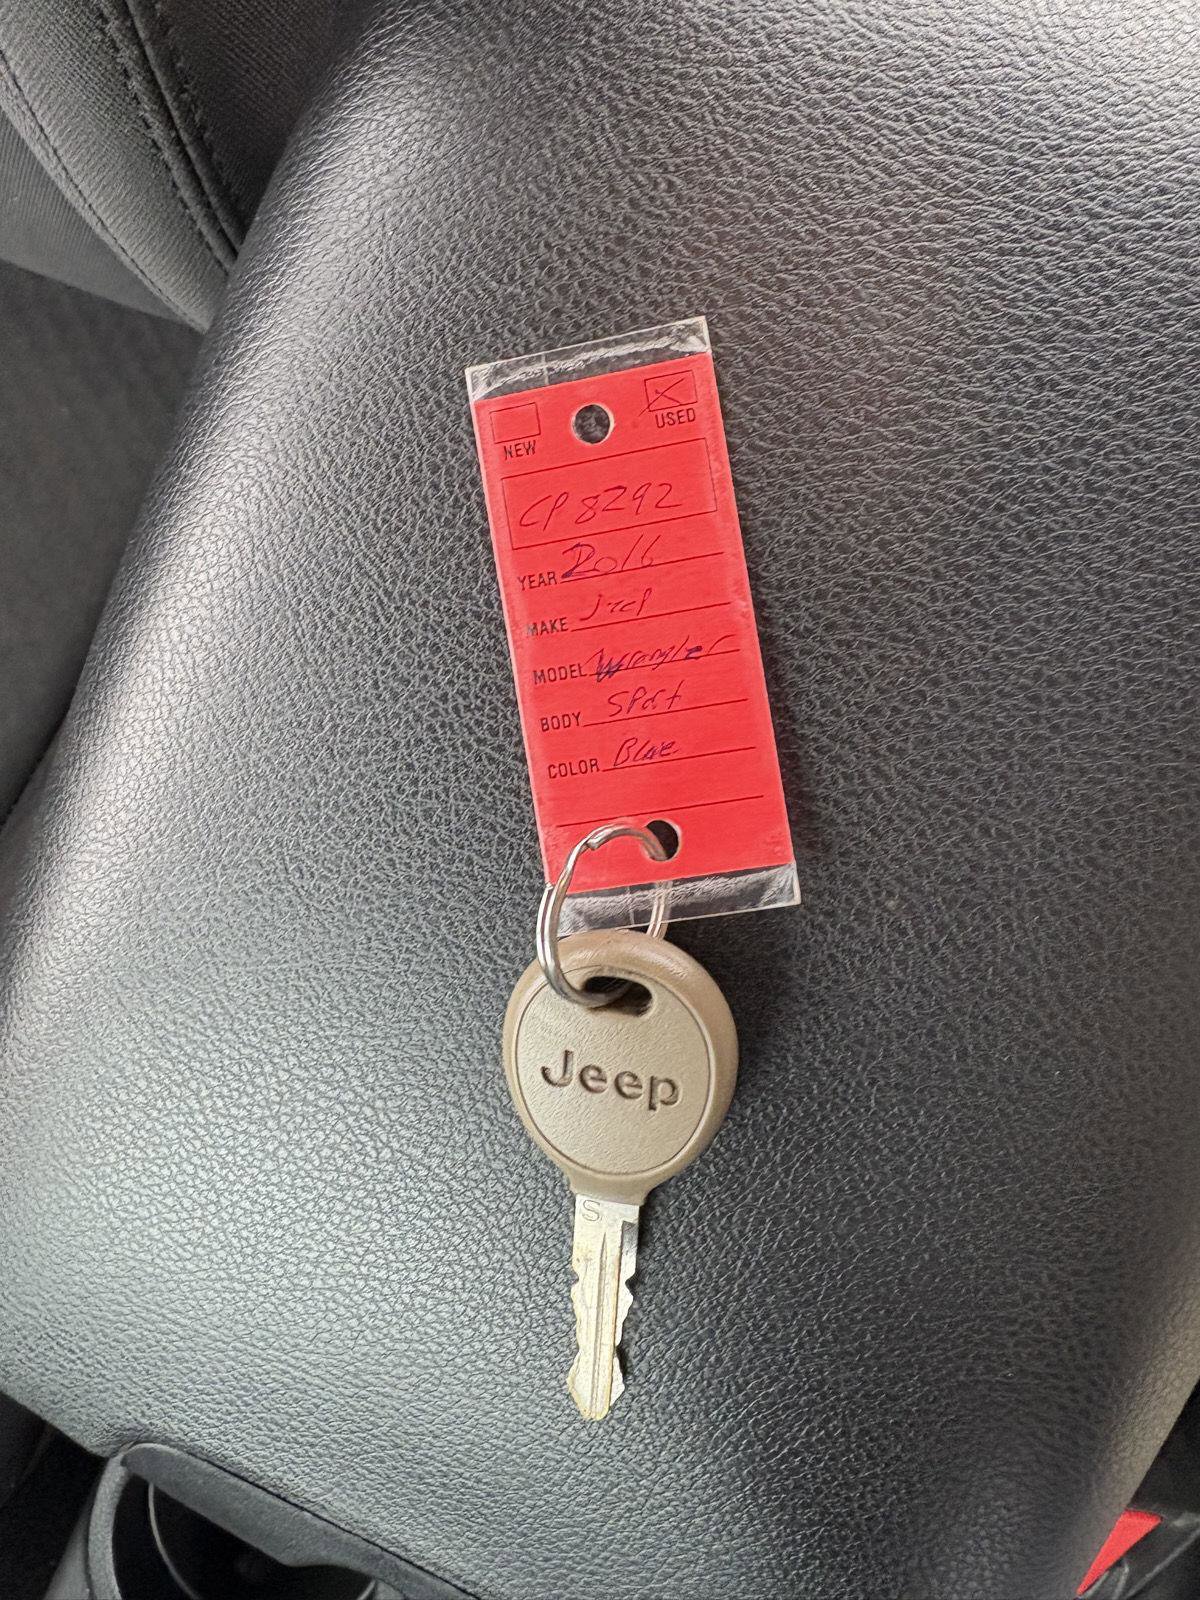 NEW USED
CP 8292
YEAR 2016
MAKE Jeep
MODEL Wrangler
BODY Sport
COLOR Blue
Jeep
S